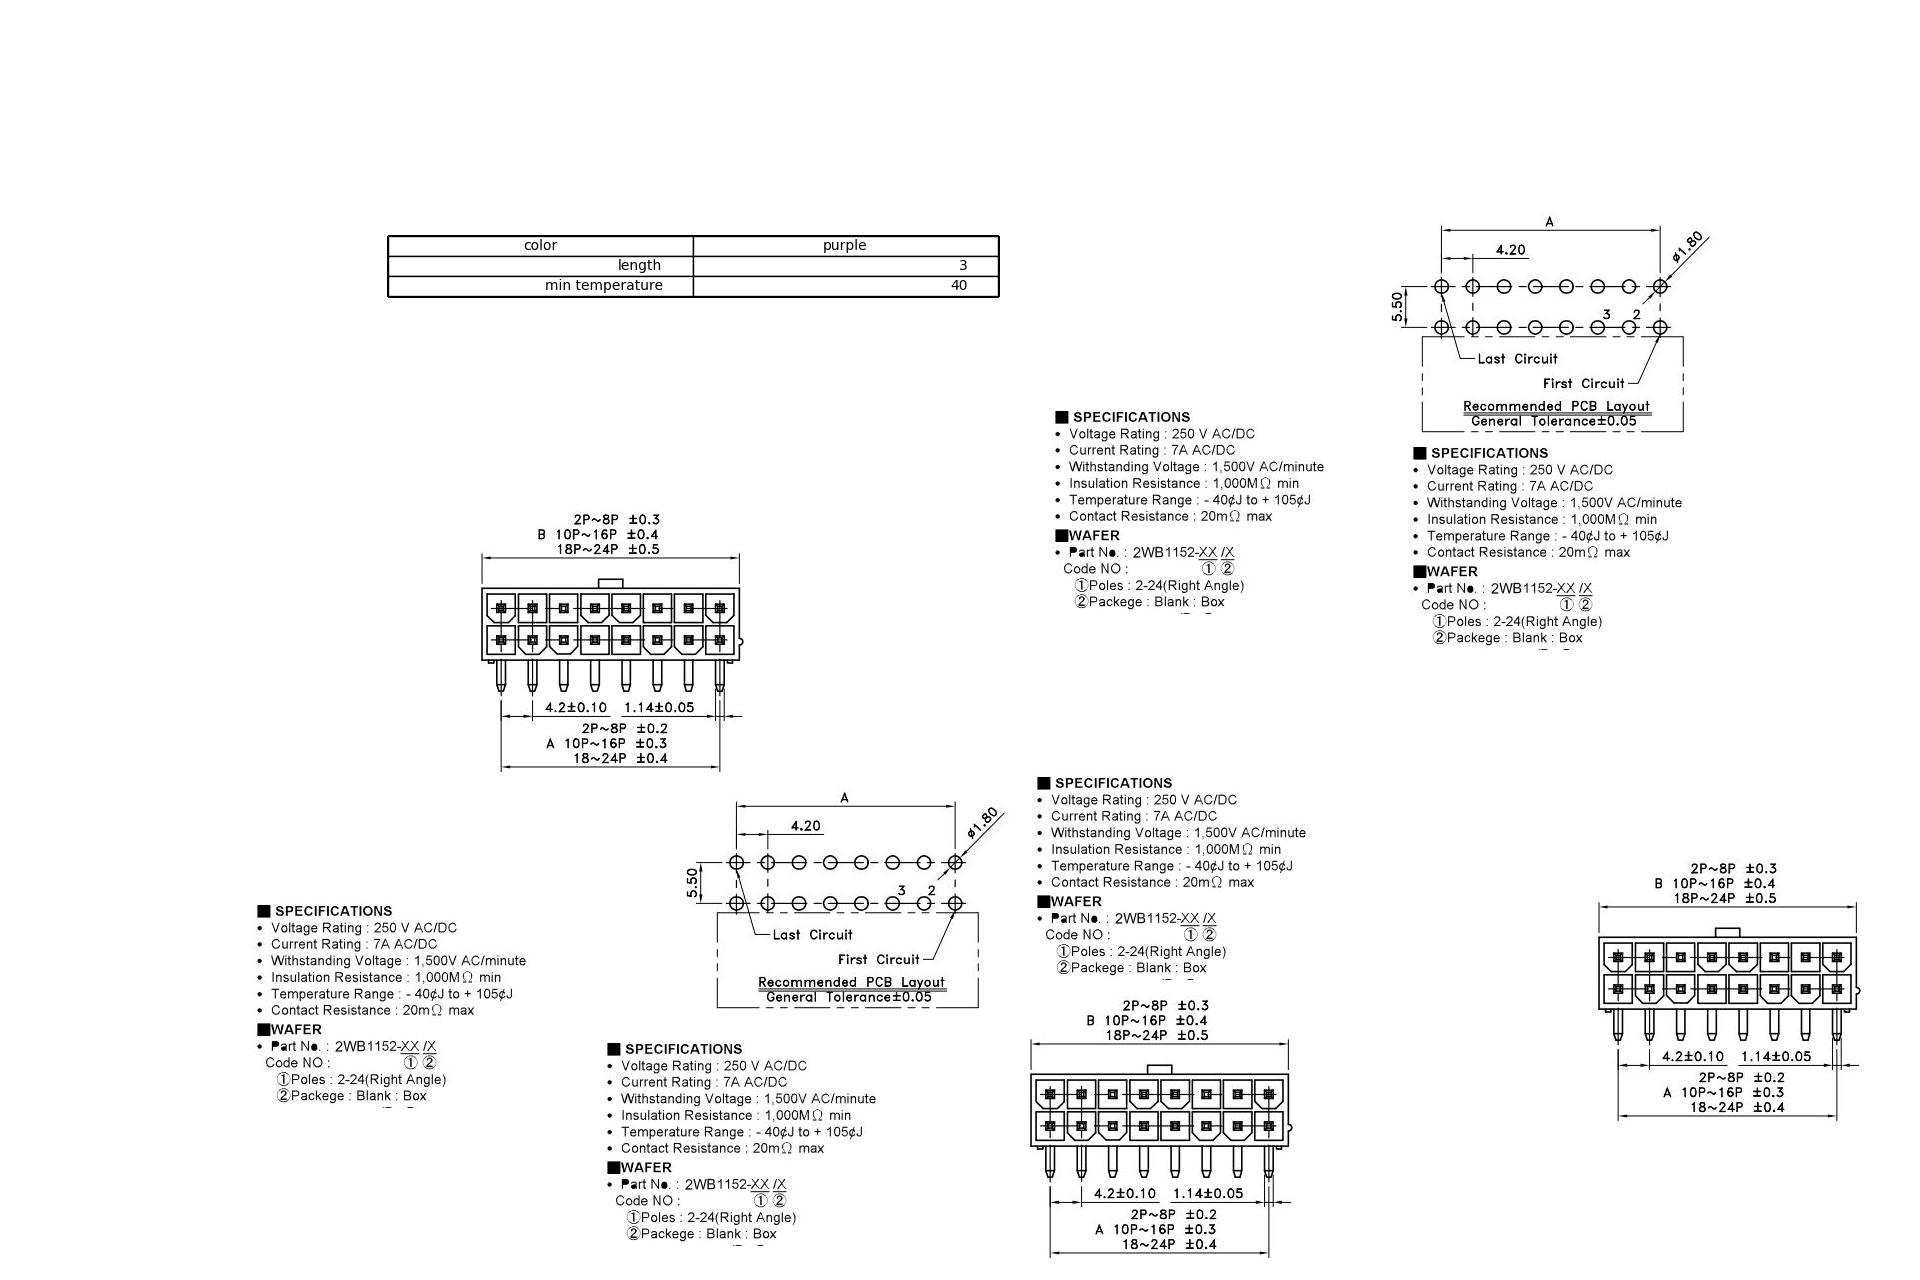 color purple
length 3
min temperature 40
A
4.20
ø1.80
5.50
3 2
Last Circuit
First Circuit
Recommended PCB Layout
General Tolerance±0.05
■ SPECIFICATIONS
• Voltage Rating : 250 V AC/DC
• Current Rating : 7A AC/DC
• Withstanding Voltage : 1,500V AC/minute
• Insulation Resistance : 1,000MΩ min
• Temperature Range : - 40¢J to + 105¢J
• Contact Resistance : 20mΩ max
■WAFER
• Part No. : 2WB1152-XX /X
Code NO : ① ②
①Poles : 2-24(Right Angle)
②Packege : Blank : Box
■ SPECIFICATIONS
• Voltage Rating : 250 V AC/DC
• Current Rating : 7A AC/DC
• Withstanding Voltage : 1,500V AC/minute
• Insulation Resistance : 1,000MΩ min
• Temperature Range : - 40¢J to + 105¢J
• Contact Resistance : 20mΩ max
■WAFER
• Part No. : 2WB1152-XX /X
Code NO : ① ②
①Poles : 2-24(Right Angle)
②Packege : Blank : Box
2P~8P ±0.3
B 10P~16P ±0.4
18P~24P ±0.5
4.2±0.10 1.14±0.05
2P~8P ±0.2
A 10P~16P ±0.3
18~24P ±0.4
A
4.20
ø1.80
5.50
3 2
Last Circuit
First Circuit
Recommended PCB Layout
General Tolerance±0.05
■ SPECIFICATIONS
• Voltage Rating : 250 V AC/DC
• Current Rating : 7A AC/DC
• Withstanding Voltage : 1,500V AC/minute
• Insulation Resistance : 1,000MΩ min
• Temperature Range : - 40¢J to + 105¢J
• Contact Resistance : 20mΩ max
■WAFER
• Part No. : 2WB1152-XX /X
Code NO : ① ②
①Poles : 2-24(Right Angle)
②Packege : Blank : Box
2P~8P ±0.3
B 10P~16P ±0.4
18P~24P ±0.5
4.2±0.10 1.14±0.05
2P~8P ±0.2
A 10P~16P ±0.3
18~24P ±0.4
■ SPECIFICATIONS
• Voltage Rating : 250 V AC/DC
• Current Rating : 7A AC/DC
• Withstanding Voltage : 1,500V AC/minute
• Insulation Resistance : 1,000MΩ min
• Temperature Range : - 40¢J to + 105¢J
• Contact Resistance : 20mΩ max
■WAFER
• Part No. : 2WB1152-XX /X
Code NO : ① ②
①Poles : 2-24(Right Angle)
②Packege : Blank : Box
■ SPECIFICATIONS
• Voltage Rating : 250 V AC/DC
• Current Rating : 7A AC/DC
• Withstanding Voltage : 1,500V AC/minute
• Insulation Resistance : 1,000MΩ min
• Temperature Range : - 40¢J to + 105¢J
• Contact Resistance : 20mΩ max
■WAFER
• Part No. : 2WB1152-XX /X
Code NO : ① ②
①Poles : 2-24(Right Angle)
②Packege : Blank : Box
2P~8P ±0.3
B 10P~16P ±0.4
18P~24P ±0.5
4.2±0.10 1.14±0.05
2P~8P ±0.2
A 10P~16P ±0.3
18~24P ±0.4